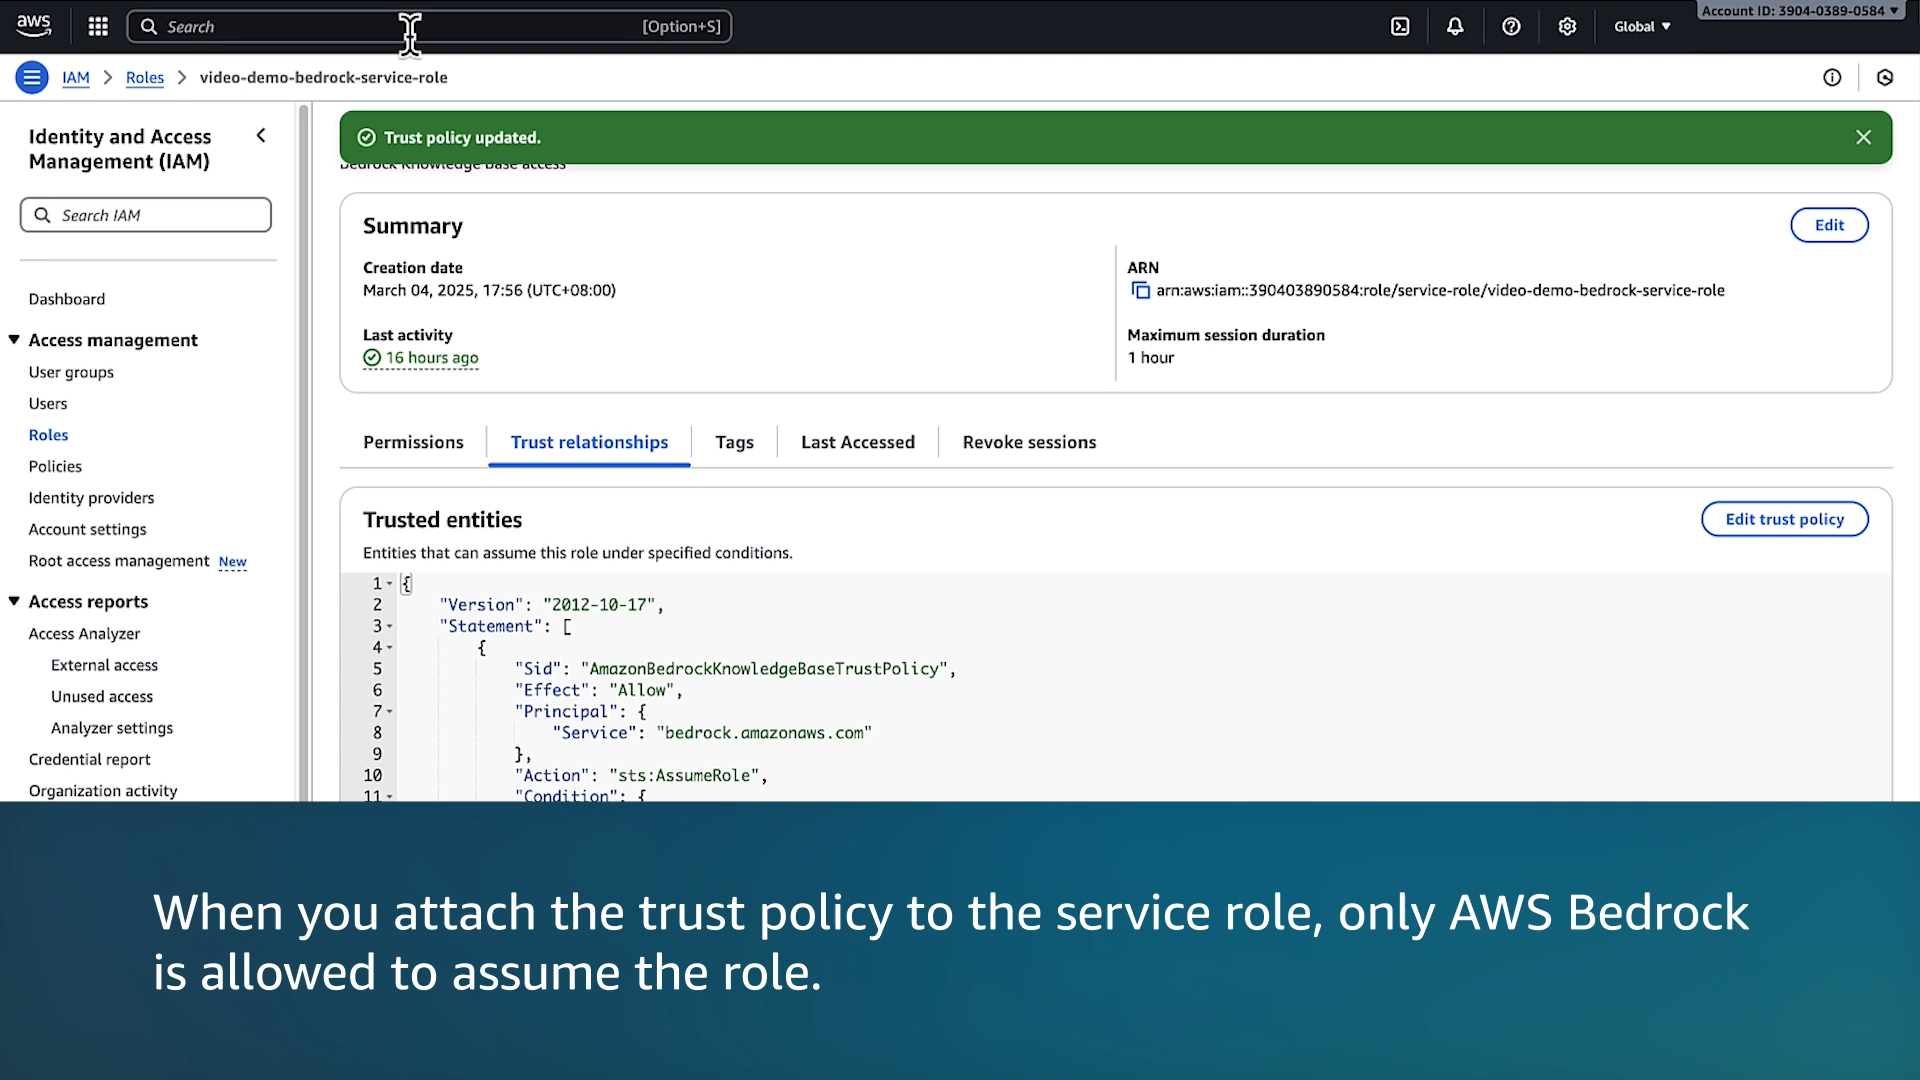 aws
Search
[Option+S]
Global
Account ID: 3904-0389-0584
IAM
Roles
video-demo-bedrock-service-role
Identity and Access
Management (IAM)
Search IAM
Dashboard
Access management
User groups
Users
Roles
Policies
Identity providers
Account settings
Root access management New
Access reports
Access Analyzer
External access
Unused access
Analyzer settings
Credential report
Organization activity
Trust policy updated.
Bedrock Knowledge Base access
Summary
Edit
Creation date
March 04, 2025, 17:56 (UTC+08:00)
Last activity
16 hours ago
ARN
arn:aws:iam::390403890584:role/service-role/video-demo-bedrock-service-role
Maximum session duration
1 hour
Permissions
Trust relationships
Tags
Last Accessed
Revoke sessions
Trusted entities
Edit trust policy
Entities that can assume this role under specified conditions.
1 {
2 "Version": "2012-10-17",
3 "Statement": [
4 {
5 "Sid": "AmazonBedrockKnowledgeBaseTrustPolicy",
6 "Effect": "Allow",
7 "Principal": {
8 "Service": "bedrock.amazonaws.com"
9 },
10 "Action": "sts:AssumeRole",
11 "Condition": {
When you attach the trust policy to the service role, only AWS Bedrock
is allowed to assume the role.